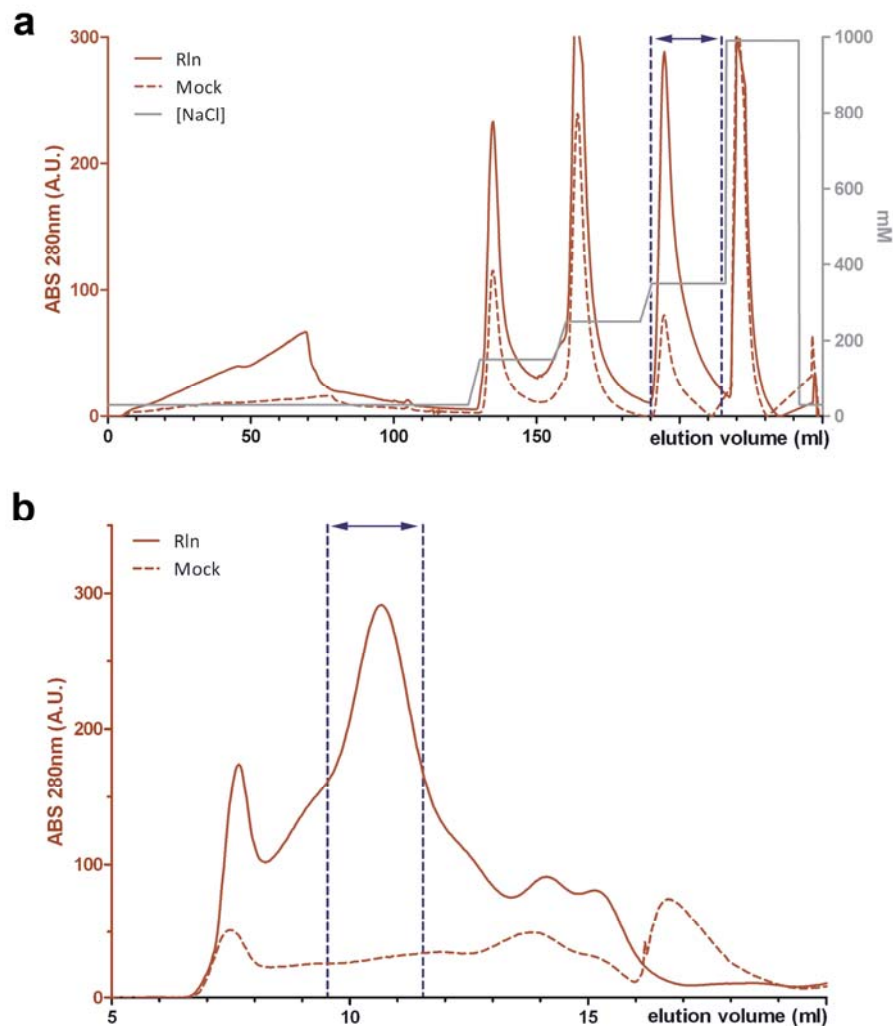 a
Rln
Mock
[NaCl]
ABS 280nm (A.U.)
300
200
100
0
1000
800
600
400
200
0
mM
0 50 100 150 elution volume (ml)
b
Rln
Mock
ABS 280nm (A.U.)
300
200
100
0
5 10 15 elution volume (ml)